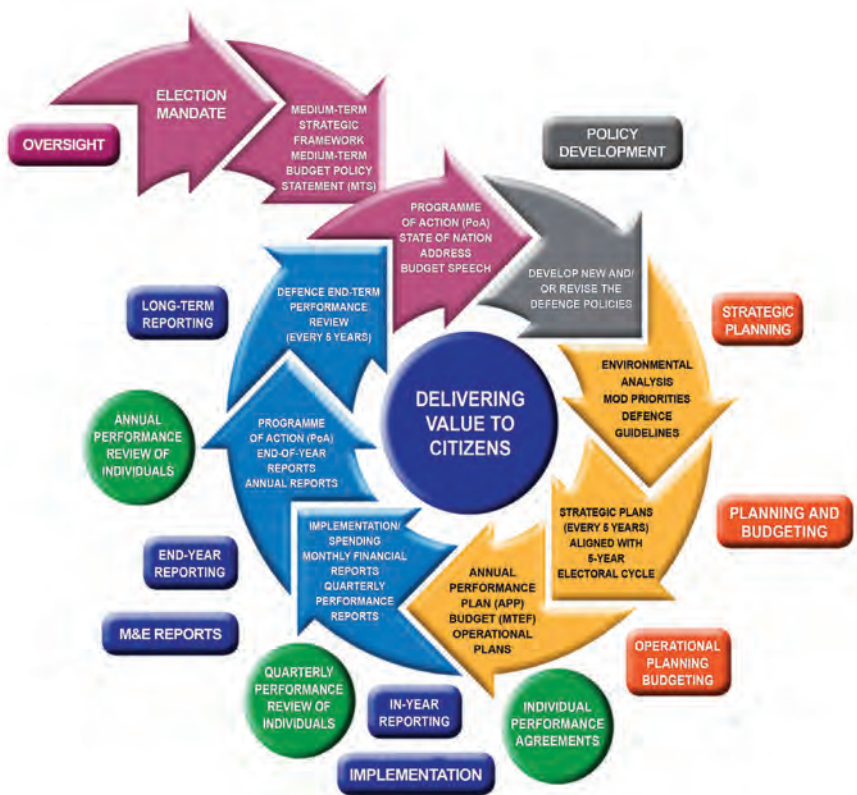 ELECTION
MANDATE
MEDIUM-TERM
STRATEGIC
FRAMEWORK
MEDIUM-TERM
BUDGET POLICY
STATEMENT (MTS)
OVERSIGHT
POLICY
DEVELOPMENT
PROGRAMME
OF ACTION (PoA)
STATE OF NATION
ADDRESS
BUDGET SPEECH
DEVELOP NEW AND/
OR REVISE THE
DEFENCE POLICIES
LONG-TERM
REPORTING
DEFENCE END-TERM
PERFORMANCE
REVIEW
(EVERY 5 YEARS)
STRATEGIC
PLANNING
ENVIRONMENTAL
ANALYSIS
MOD PRIORITIES
DEFENCE
GUIDELINES
DELIVERING
VALUE TO
CITIZENS
ANNUAL
PERFORMANCE
REVIEW OF
INDIVIDUALS
PROGRAMME
OF ACTION (PoA)
END-OF-YEAR
REPORTS
ANNUAL REPORTS
STRATEGIC PLANS
(EVERY 5 YEARS)
ALIGNED WITH
5-YEAR
ELECTORAL CYCLE
PLANNING AND
BUDGETING
IMPLEMENTATION/
SPENDING
MONTHLY FINANCIAL
REPORTS
QUARTERLY
PERFORMANCE
REPORTS
ANNUAL
PERFORMANCE
PLAN (APP)
BUDGET (MTEF)
OPERATIONAL
PLANS
END-YEAR
REPORTING
M&E REPORTS
OPERATIONAL
PLANNING
BUDGETING
QUARTERLY
PERFORMANCE
REVIEW OF
INDIVIDUALS
IN-YEAR
REPORTING
INDIVIDUAL
PERFORMANCE
AGREEMENTS
IMPLEMENTATION